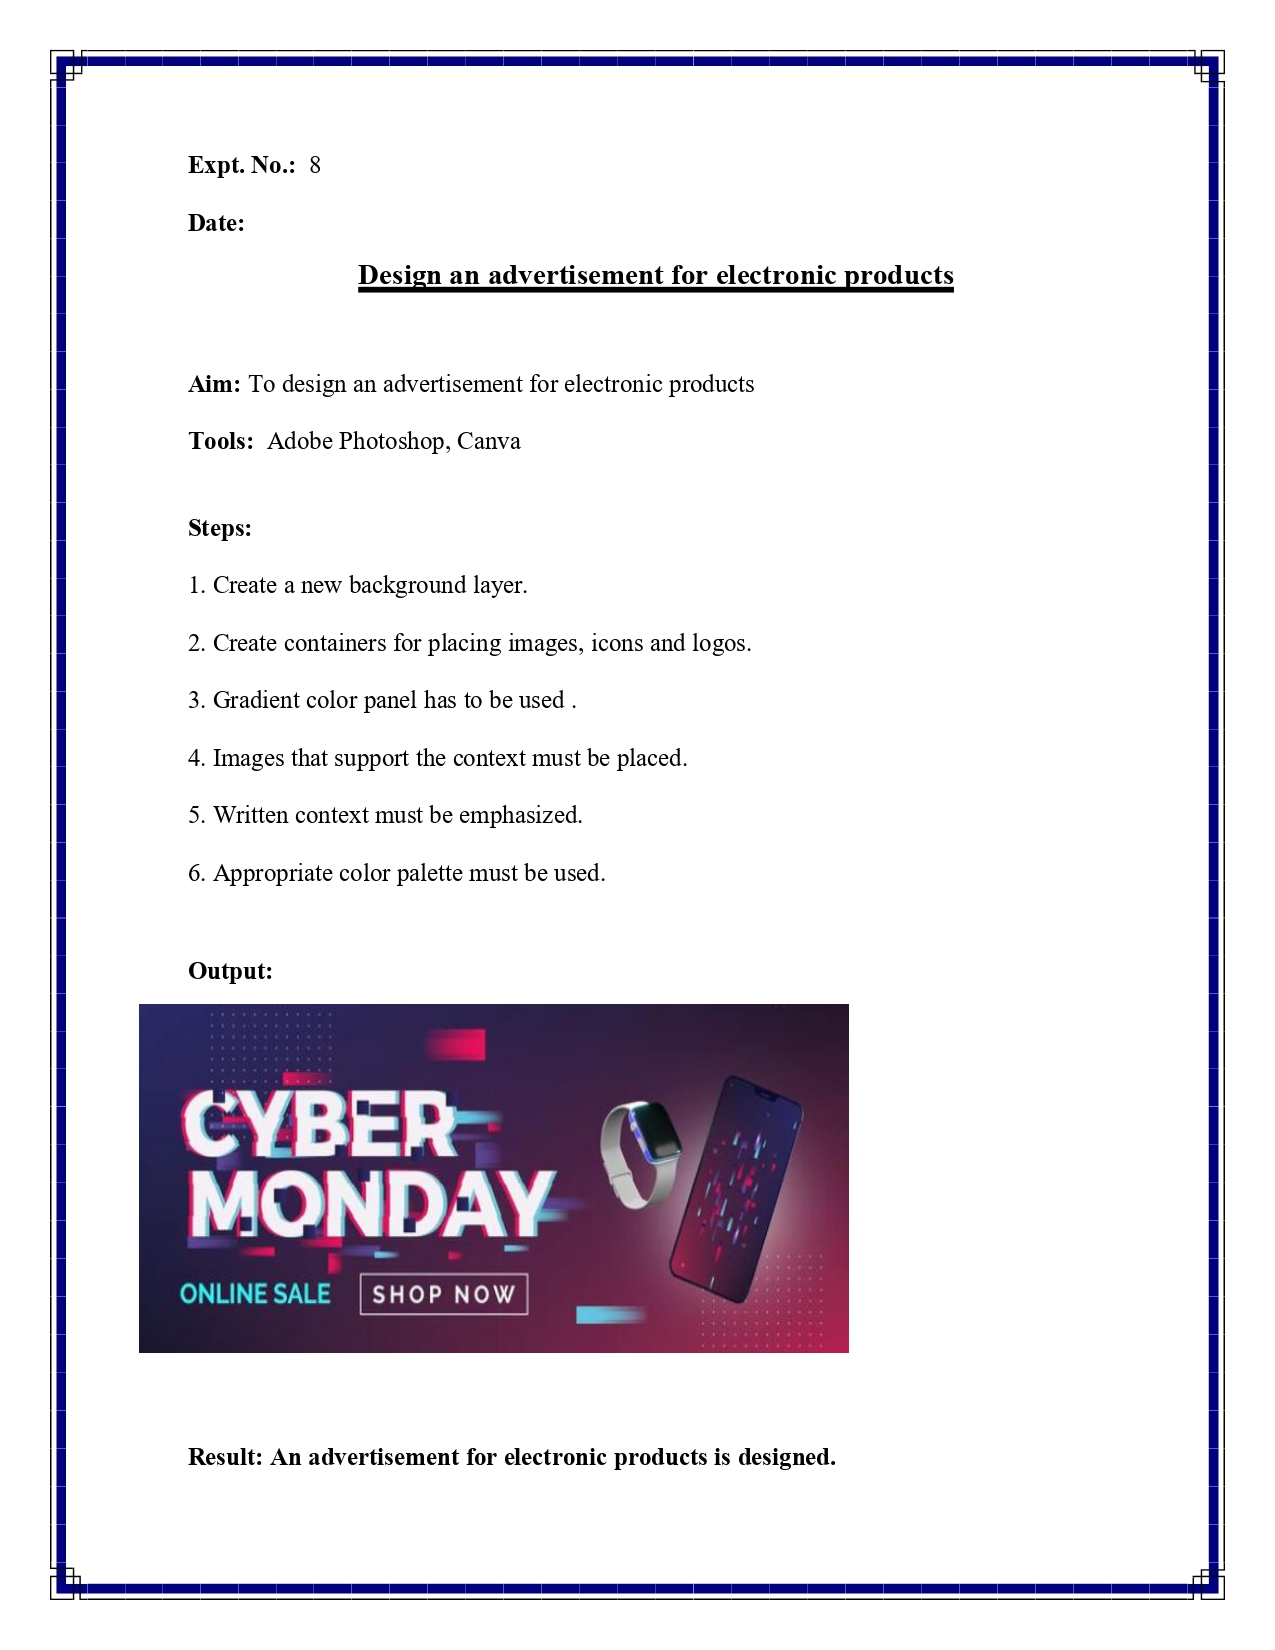 Expt. No.: 8
Date:
Design an advertisement for electronic products
Aim: To design an advertisement for electronic products
Tools: Adobe Photoshop, Canva
Steps:
1. Create a new background layer.
2. Create containers for placing images, icons and logos.
3. Gradient color panel has to be used .
4. Images that support the context must be placed.
5. Written context must be emphasized.
6. Appropriate color palette must be used.
Output:
CYBER
MONDAY
ONLINE SALE SHOP NOW
Result: An advertisement for electronic products is designed.